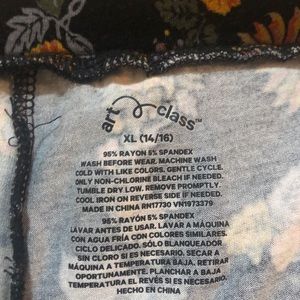 art class™
XL (14/16)
95% RAYON 5% SPANDEX
WASH BEFORE WEAR. MACHINE WASH
COLD WITH LIKE COLORS. GENTLE CYCLE.
ONLY NON-CHLORINE BLEACH IF NEEDED.
TUMBLE DRY LOW. REMOVE PROMPTLY.
COOL IRON ON REVERSE SIDE IF NEEDED.
MADE IN CHINA RN17730 VN1973379
95% RAYÓN 5% SPANDEX
LAVAR ANTES DE USAR. LAVAR A MÁQUINA
CON AGUA FRÍA CON COLORES SIMILARES.
CICLO DELICADO. SÓLO BLANQUEADOR
SIN CLORO SI ES NECESARIO. SECAR A
MÁQUINA A TEMPERATURA BAJA. RETIRAR
OPORTUNAMENTE. PLANCHAR A BAJA
TEMPERATURA EL REVÉS SI ES NECESARIO.
HECHO EN CHINA